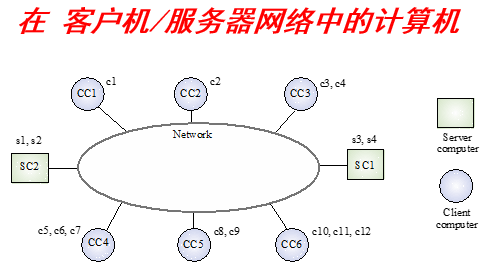 在 客户机/服务器网络中的计算机
c1
c2
c3, c4
CC1
CC2
CC3
Network
s1, s2
s3, s4
Server
computer
SC2
SC1
c5, c6, c7
c8, c9
c10, c11, c12
CC4
CC5
CC6
Client
computer